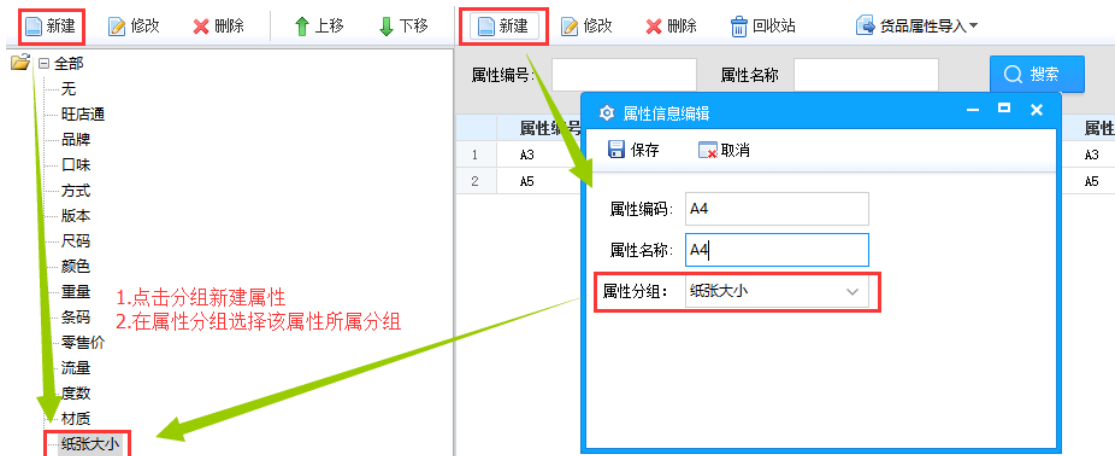 新建 修改 删除 上移 下移 新建 修改 删除 回收站 货品属性导入
全部
属性编号: 属性名称 搜索
无
旺店通
品牌
口味
方式
版本
尺码
颜色
重量
条码
零售价
流量
度数
材质
纸张大小
1.点击分组新建属性
2.在属性分组选择该属性所属分组
属性编号 属性
1 A3 A3
2 A5 A5
属性信息编辑
保存 取消
属性编码: A4
属性名称: A4
属性分组: 纸张大小